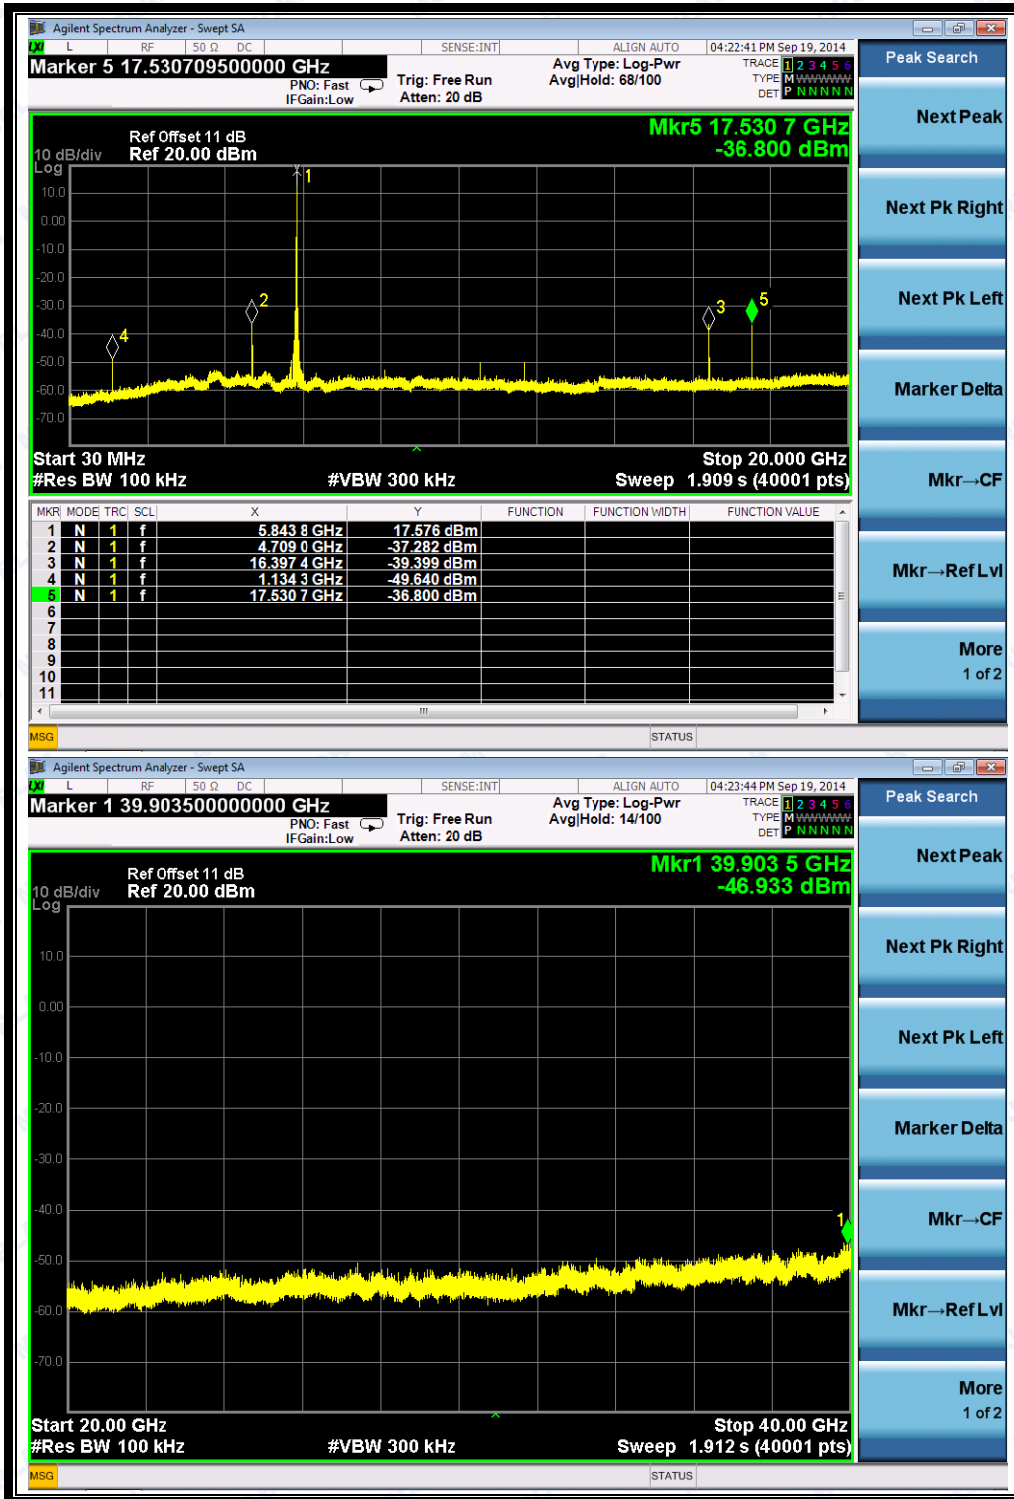 Agilent Spectrum Analyzer - Swept SA
LXI L RF 50 Ω DC SENSE:INT ALIGN AUTO 04:22:41 PM Sep 19, 2014
Marker 5 17.530709500000 GHz
PNO: Fast
IFGain:Low
Trig: Free Run
Atten: 20 dB
Avg Type: Log-Pwr
Avg|Hold: 68/100
TRACE 1 2 3 4 5 6
TYPE M WWWWW
DET P N N N N N
Peak Search
Next Peak
Next Pk Right
Next Pk Left
Marker Delta
Mkr→CF
Mkr→Ref Lvl
More
1 of 2
Mkr5 17.530 7 GHz
-36.800 dBm
Ref Offset 11 dB
10 dB/div Ref 20.00 dBm
Log
10.0
0.00
-10.0
-20.0
-30.0
-40.0
-50.0
-60.0
-70.0
1
2
3
4
5
Start 30 MHz Stop 20.000 GHz
#Res BW 100 kHz #VBW 300 kHz Sweep 1.909 s (40001 pts)
MKR MODE TRC SCL X Y FUNCTION FUNCTION WIDTH FUNCTION VALUE
1 N 1 f 5.843 8 GHz 17.576 dBm
2 N 1 f 4.709 0 GHz -37.282 dBm
3 N 1 f 16.397 4 GHz -39.399 dBm
4 N 1 f 1.134 3 GHz -49.640 dBm
5 N 1 f 17.530 7 GHz -36.800 dBm
6
7
8
9
10
11
MSG STATUS
Agilent Spectrum Analyzer - Swept SA
LXI L RF 50 Ω DC SENSE:INT ALIGN AUTO 04:23:44 PM Sep 19, 2014
Marker 1 39.903500000000 GHz
PNO: Fast
IFGain:Low
Trig: Free Run
Atten: 20 dB
Avg Type: Log-Pwr
Avg|Hold: 14/100
TRACE 1 2 3 4 5 6
TYPE M WWWWW
DET P N N N N N
Peak Search
Next Peak
Next Pk Right
Next Pk Left
Marker Delta
Mkr→CF
Mkr→Ref Lvl
More
1 of 2
Mkr1 39.903 5 GHz
-46.933 dBm
Ref Offset 11 dB
10 dB/div Ref 20.00 dBm
Log
10.0
0.00
-10.0
-20.0
-30.0
-40.0
-50.0
-60.0
-70.0
1
Start 20.00 GHz Stop 40.00 GHz
#Res BW 100 kHz #VBW 300 kHz Sweep 1.912 s (40001 pts)
MSG STATUS